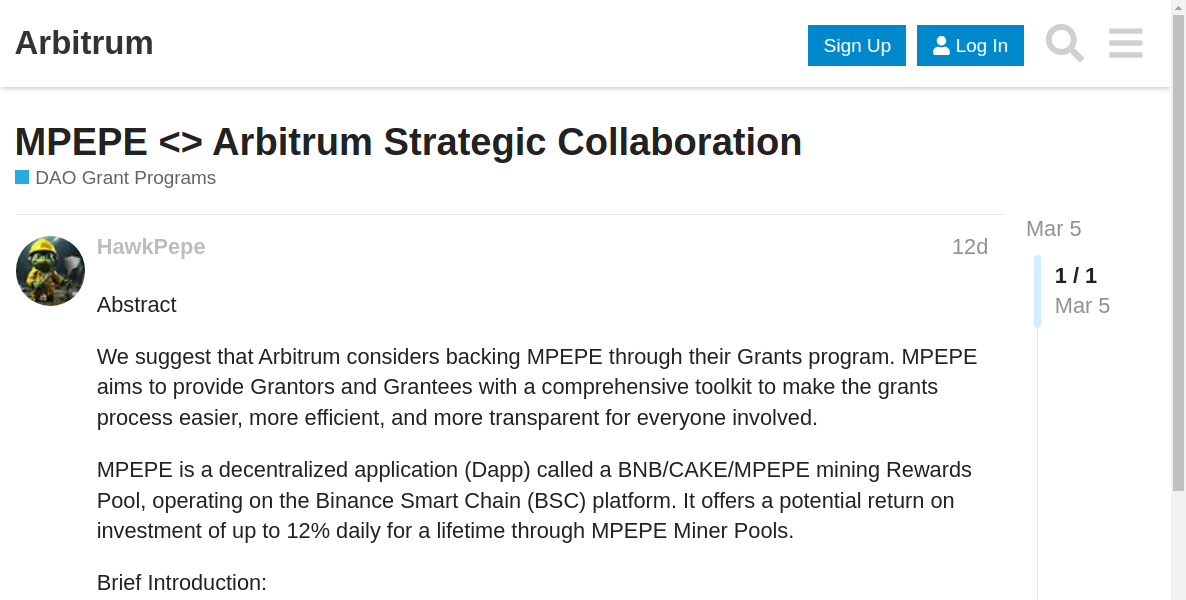 Arbitrum
Sign Up
Log In
MPEPE <> Arbitrum Strategic Collaboration
DAO Grant Programs
HawkPepe
12d
Mar 5
1 / 1
Mar 5
Abstract
We suggest that Arbitrum considers backing MPEPE through their Grants program. MPEPE
aims to provide Grantors and Grantees with a comprehensive toolkit to make the grants
process easier, more efficient, and more transparent for everyone involved.
MPEPE is a decentralized application (Dapp) called a BNB/CAKE/MPEPE mining Rewards
Pool, operating on the Binance Smart Chain (BSC) platform. It offers a potential return on
investment of up to 12% daily for a lifetime through MPEPE Miner Pools.
Brief Introduction: